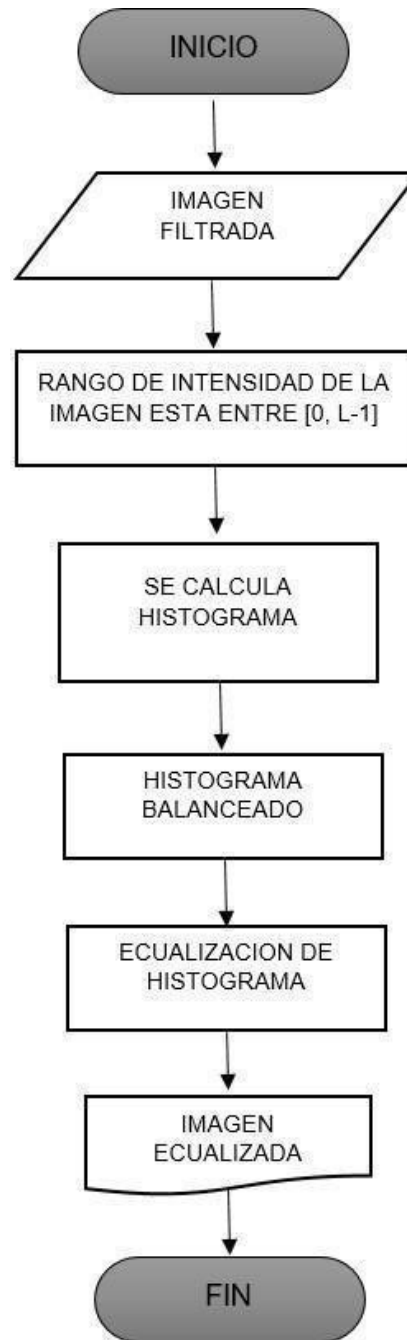 INICIO
IMAGEN
FILTRADA
RANGO DE INTENSIDAD DE LA
IMAGEN ESTA ENTRE [0, L-1]
SE CALCULA
HISTOGRAMA
HISTOGRAMA
BALANCEADO
ECUALIZACION DE
HISTOGRAMA
IMAGEN
ECUALIZADA
FIN